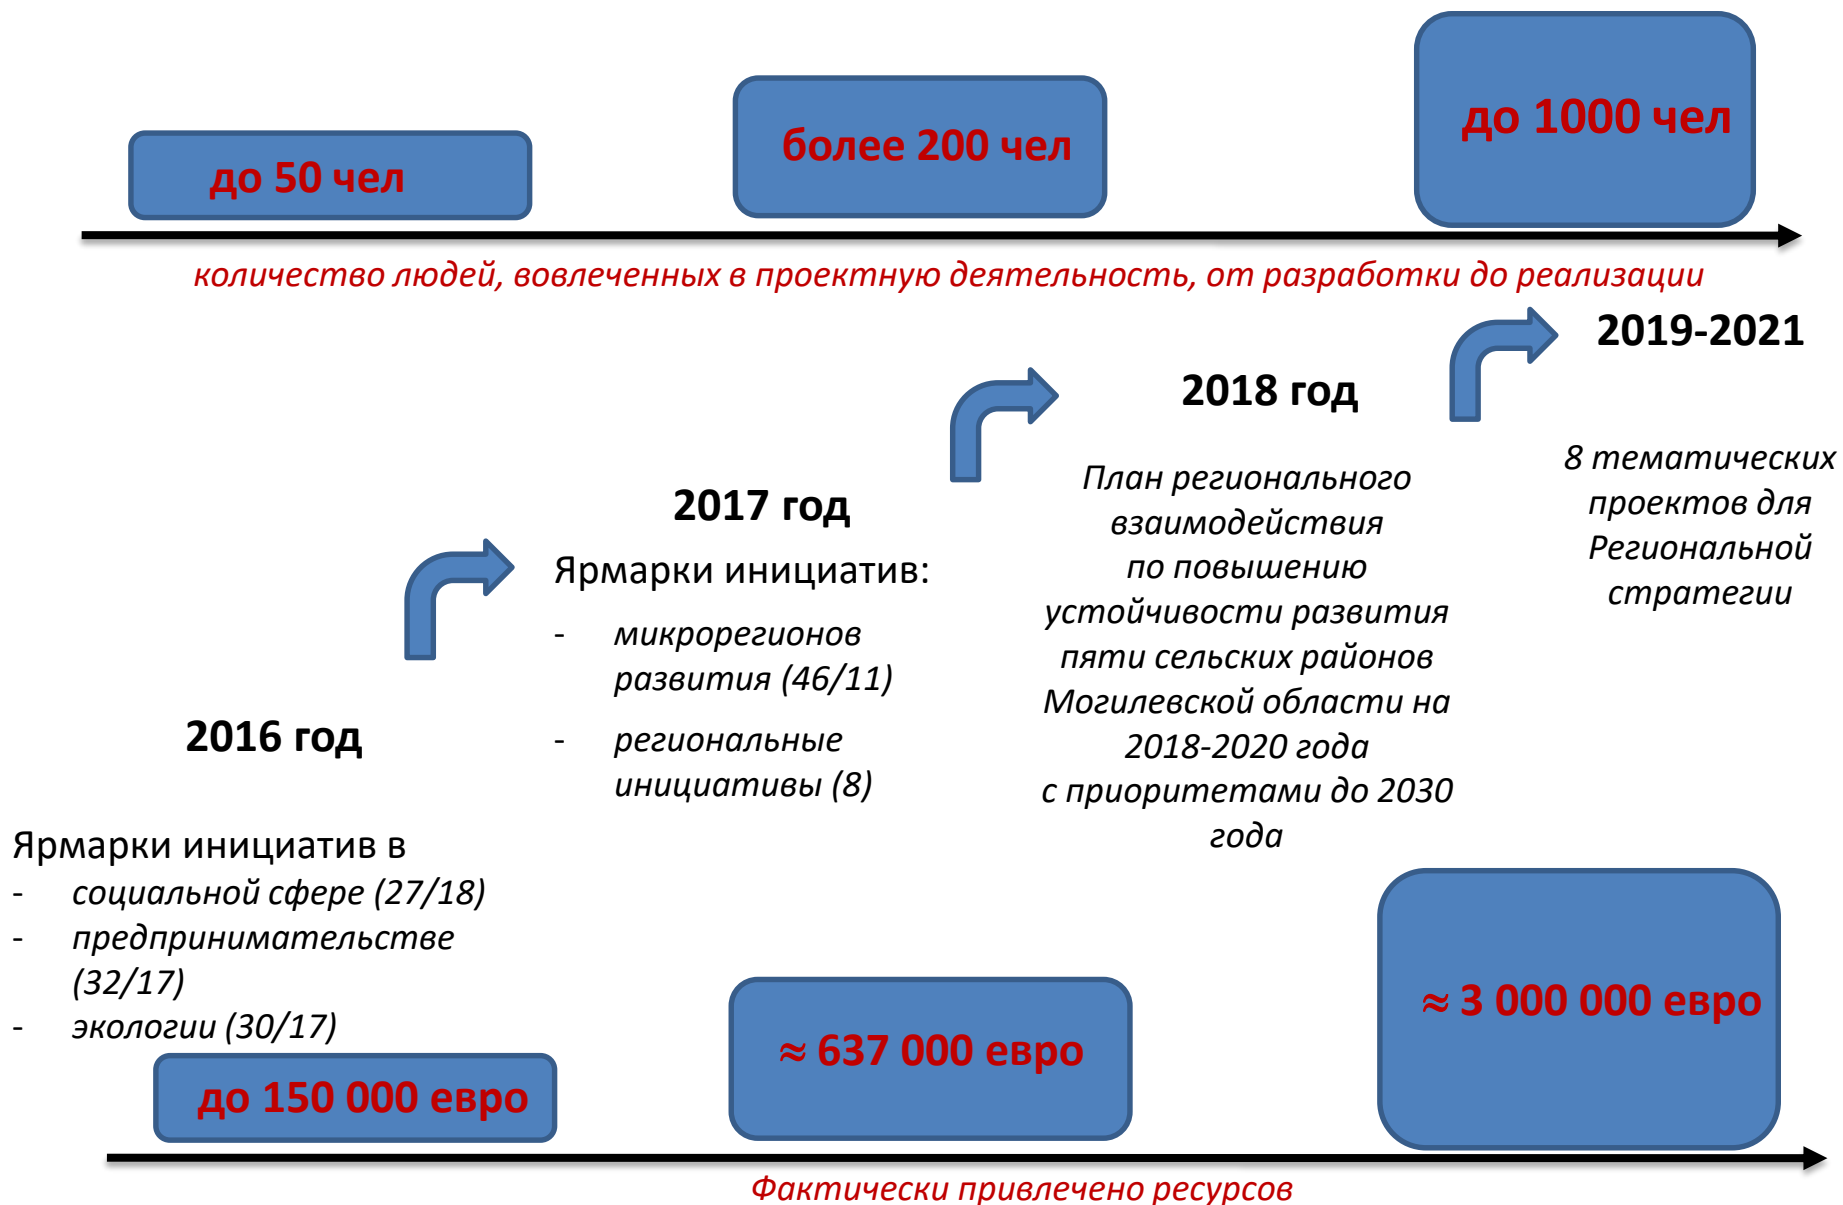 до 50 чел
более 200 чел
до 1000 чел
количество людей, вовлеченных в проектную деятельность, от разработки до реализации
2016 год
Ярмарки инициатив в
- социальной сфере (27/18)
- предпринимательстве
(32/17)
- экологии (30/17)
2017 год
Ярмарки инициатив:
- микрорегионов
развития (46/11)
- региональные
инициативы (8)
2018 год
План регионального
взаимодействия
по повышению
устойчивости развития
пяти сельских районов
Могилевской области на
2018-2020 года
с приоритетами до 2030
года
2019-2021
8 тематических
проектов для
Региональной
стратегии
до 150 000 евро
≈ 637 000 евро
≈ 3 000 000 евро
Фактически привлечено ресурсов